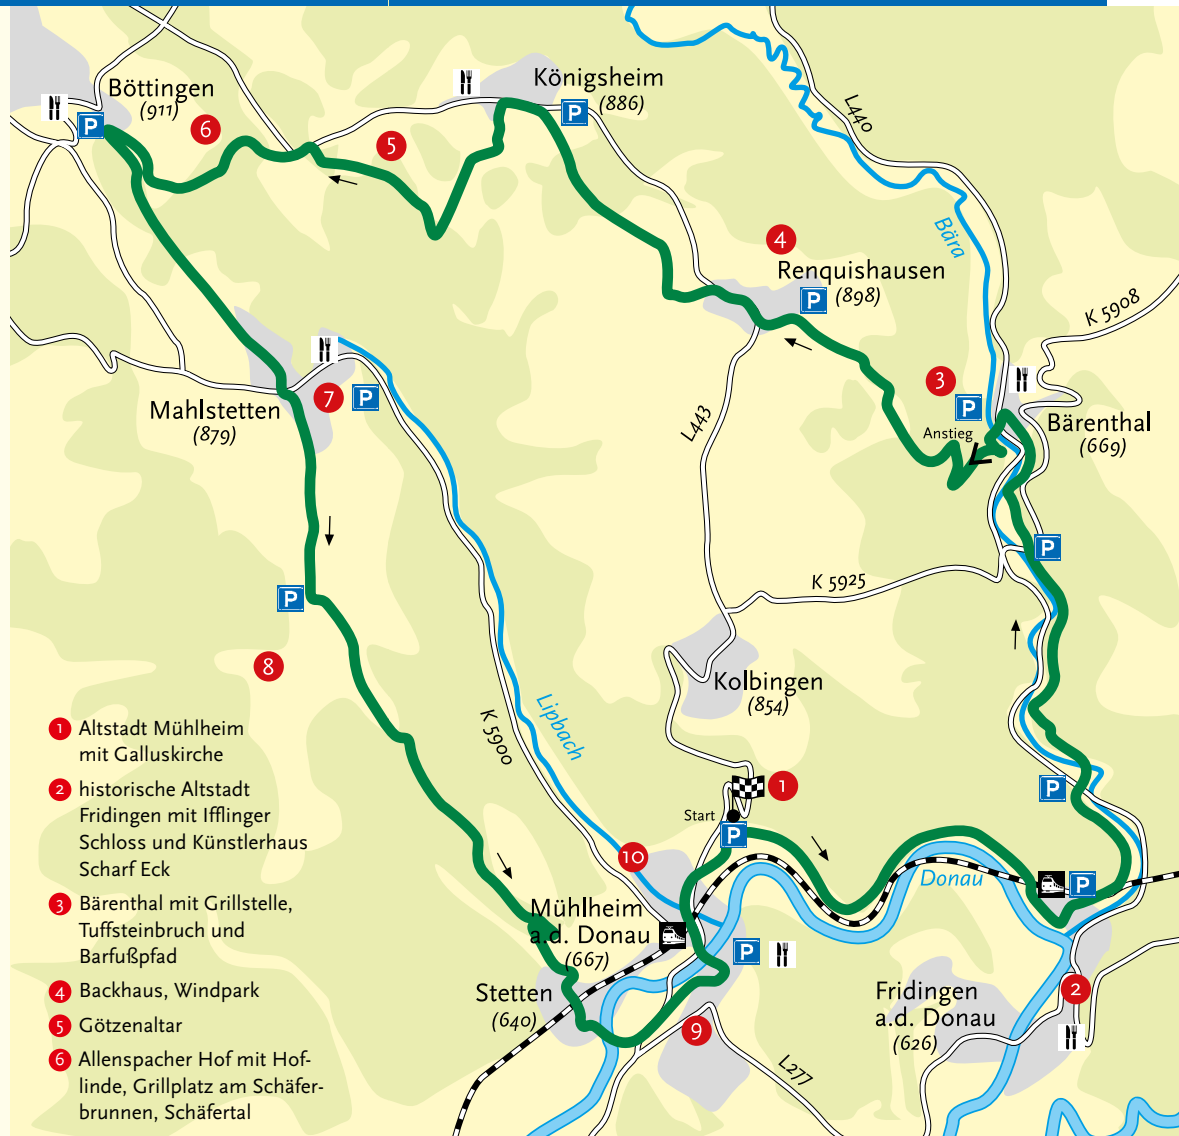 Böttingen
(911)
Königsheim
(886)
L440
Bära
Renquishausen
(898)
K 5908
Mahlstetten
(879)
Anstieg
Bärenthal
(669)
L443
K 5925
Kolbingen
(854)
Lipbach
K 5900
Start
Donau
Mühlheim
a.d. Donau
(667)
Stetten
(640)
Fridingen
a.d. Donau
(626)
L277
P
P
P
P
P
P
P
P
P
P
P
1
2
3
4
5
6
7
8
9
10
1 Altstadt Mühlheim
mit Galluskirche
2 historische Altstadt
Fridingen mit Ifflinger
Schloss und Künstlerhaus
Scharf Eck
3 Bärenthal mit Grillstelle,
Tuffsteinbruch und
Barfußpfad
4 Backhaus, Windpark
5 Götzenaltar
6 Allenspacher Hof mit Hof-
linde, Grillplatz am Schäfer-
brunnen, Schäfertal